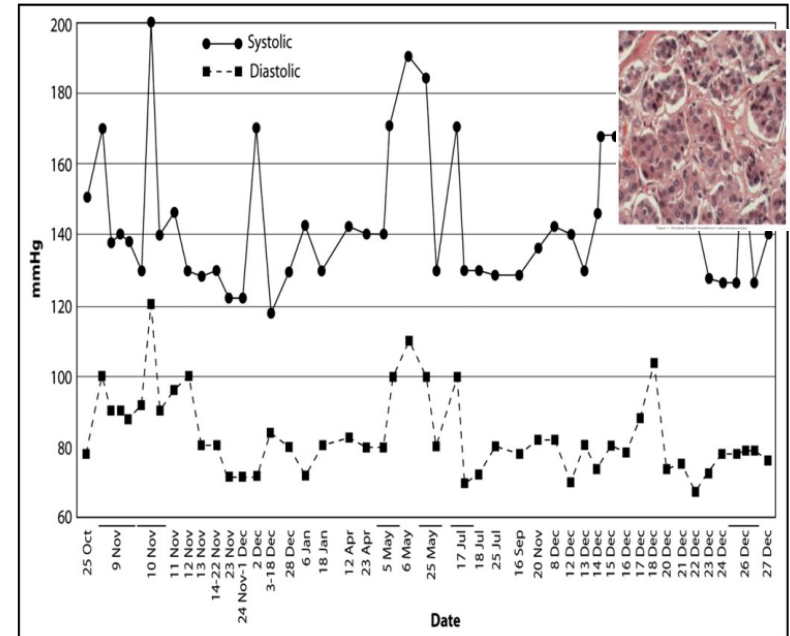 200
180
160
140
120
100
80
60
mmHg
Systolic
Diastolic
25 Oct
9 Nov
10 Nov
11 Nov
12 Nov
13 Nov
14-22 Nov
23 Nov
24 Nov-1 Dec
2 Dec
3-18 Dec
28 Dec
6 Jan
18 Jan
12 Apr
23 Apr
5 May
6 May
25 May
17 Jul
18 Jul
25 Jul
16 Sep
20 Nov
8 Dec
12 Dec
13 Dec
14 Dec
15 Dec
16 Dec
17 Dec
18 Dec
20 Dec
21 Dec
22 Dec
23 Dec
24 Dec
26 Dec
27 Dec
Date